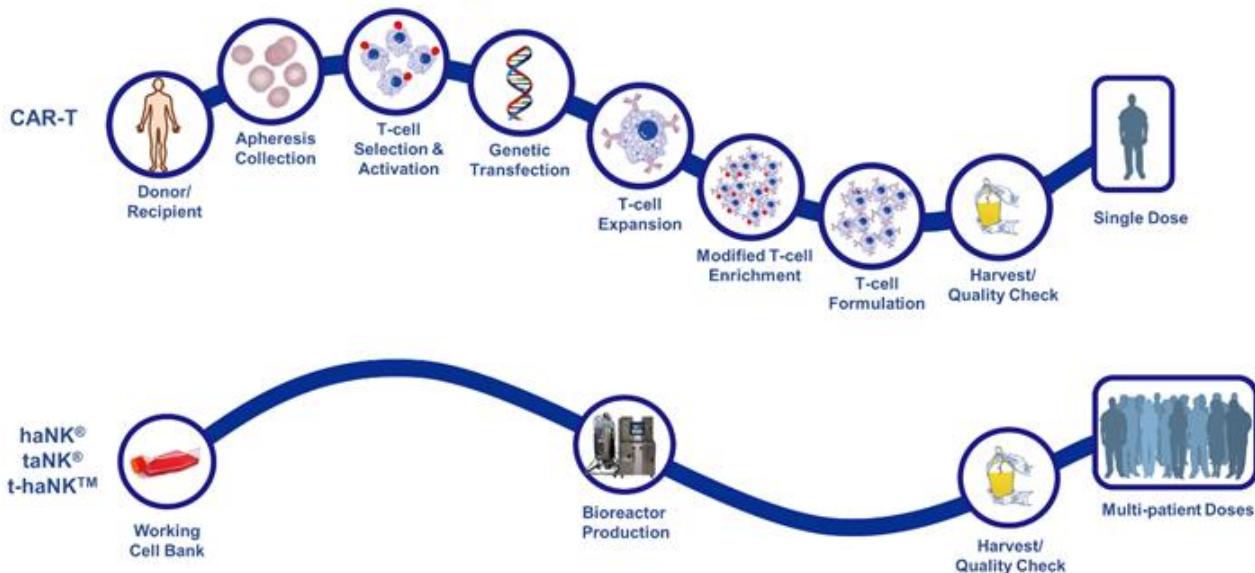 CAR-T
Donor/
Recipient
Apheresis
Collection
T-cell
Selection &
Activation
Genetic
Transfection
T-cell
Expansion
Modified T-cell
Enrichment
T-cell
Formulation
Harvest/
Quality Check
Single Dose
haNK®
taNK®
t-haNK™
Working
Cell Bank
Bioreactor
Production
Harvest/
Quality Check
Multi-patient Doses